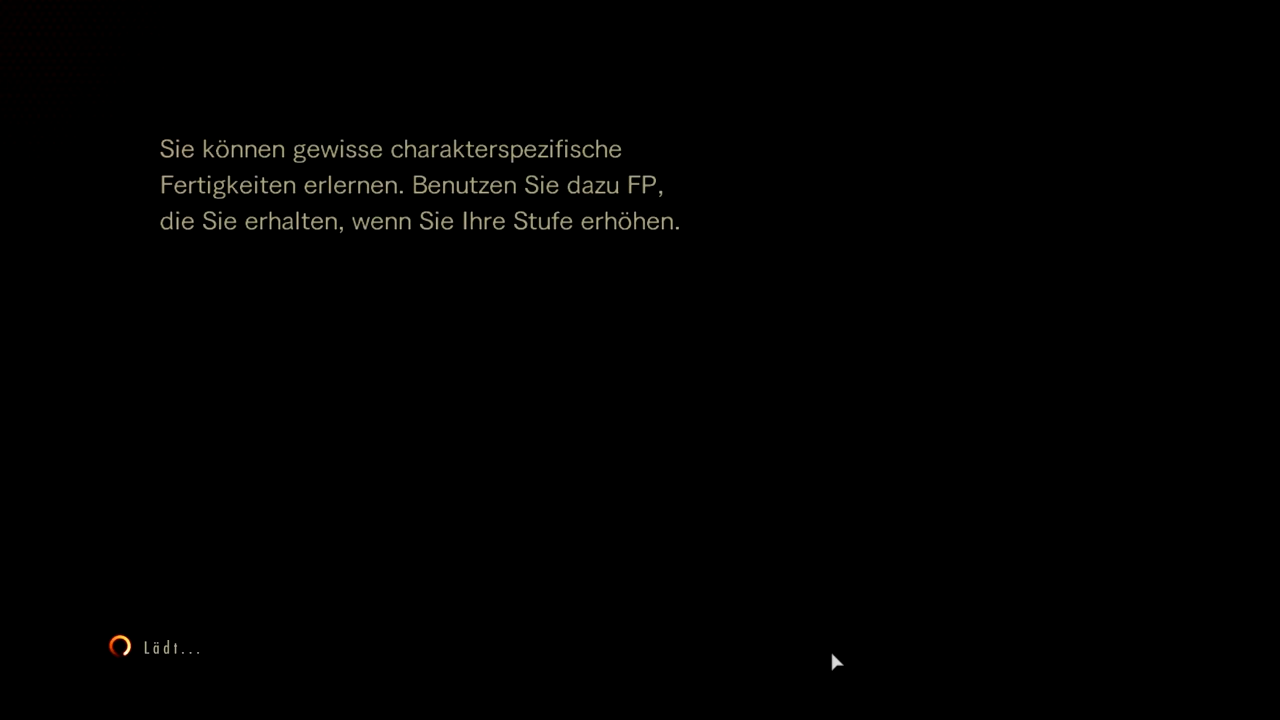 Sie können gewisse charakterspezifische
Fertigkeiten erlernen. Benutzen Sie dazu FP,
die Sie erhalten, wenn Sie Ihre Stufe erhöhen.
Lädt...